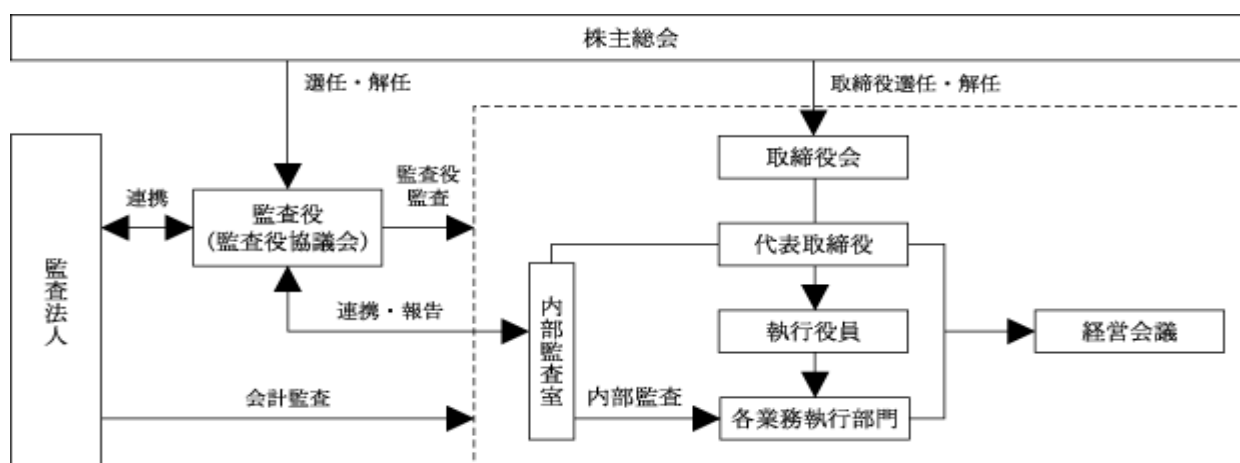 株主総会
選任・解任
取締役選任・解任
取締役会
監査役
監査
連携
監査役
（監査役協議会）
代表取締役
監査法人
内部監査室
連携・報告
執行役員
経営会議
会計監査
内部監査
各業務執行部門